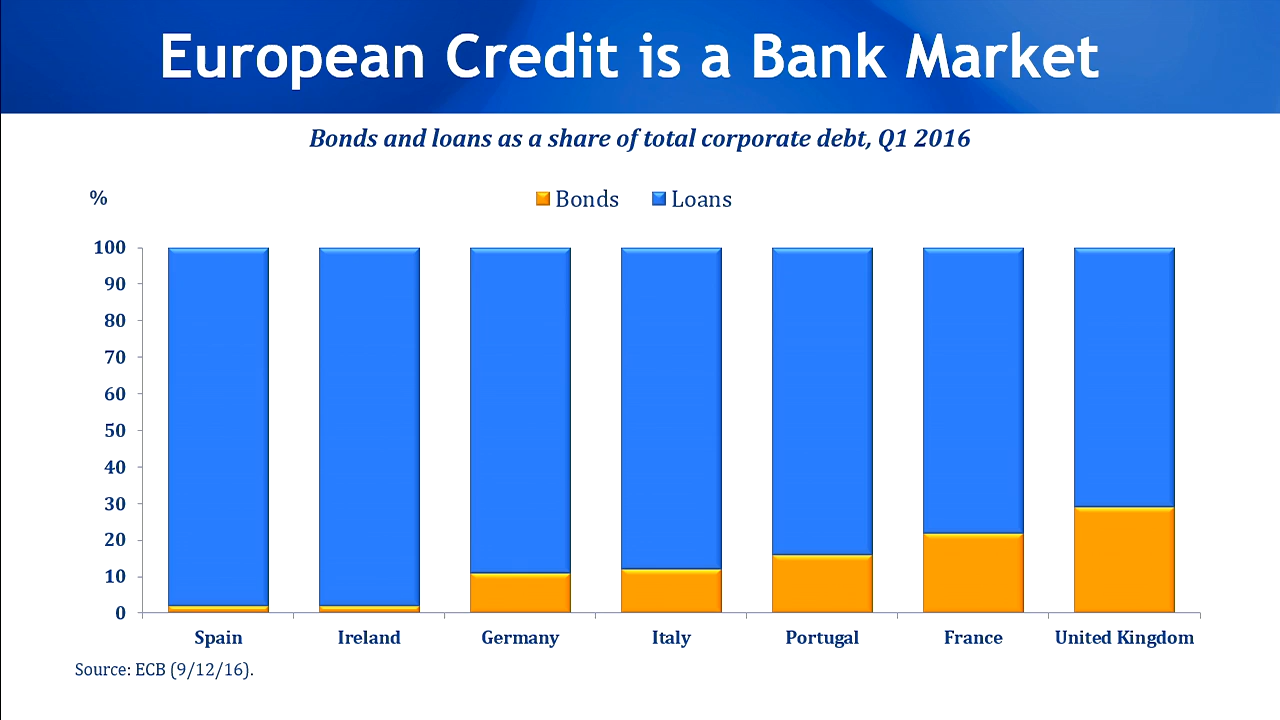 European Credit is a Bank Market
Bonds and loans as a share of total corporate debt, Q1 2016
%
Bonds Loans
100
90
80
70
60
50
40
30
20
10
0
Spain Ireland Germany Italy Portugal France United Kingdom
Source: ECB (9/12/16).